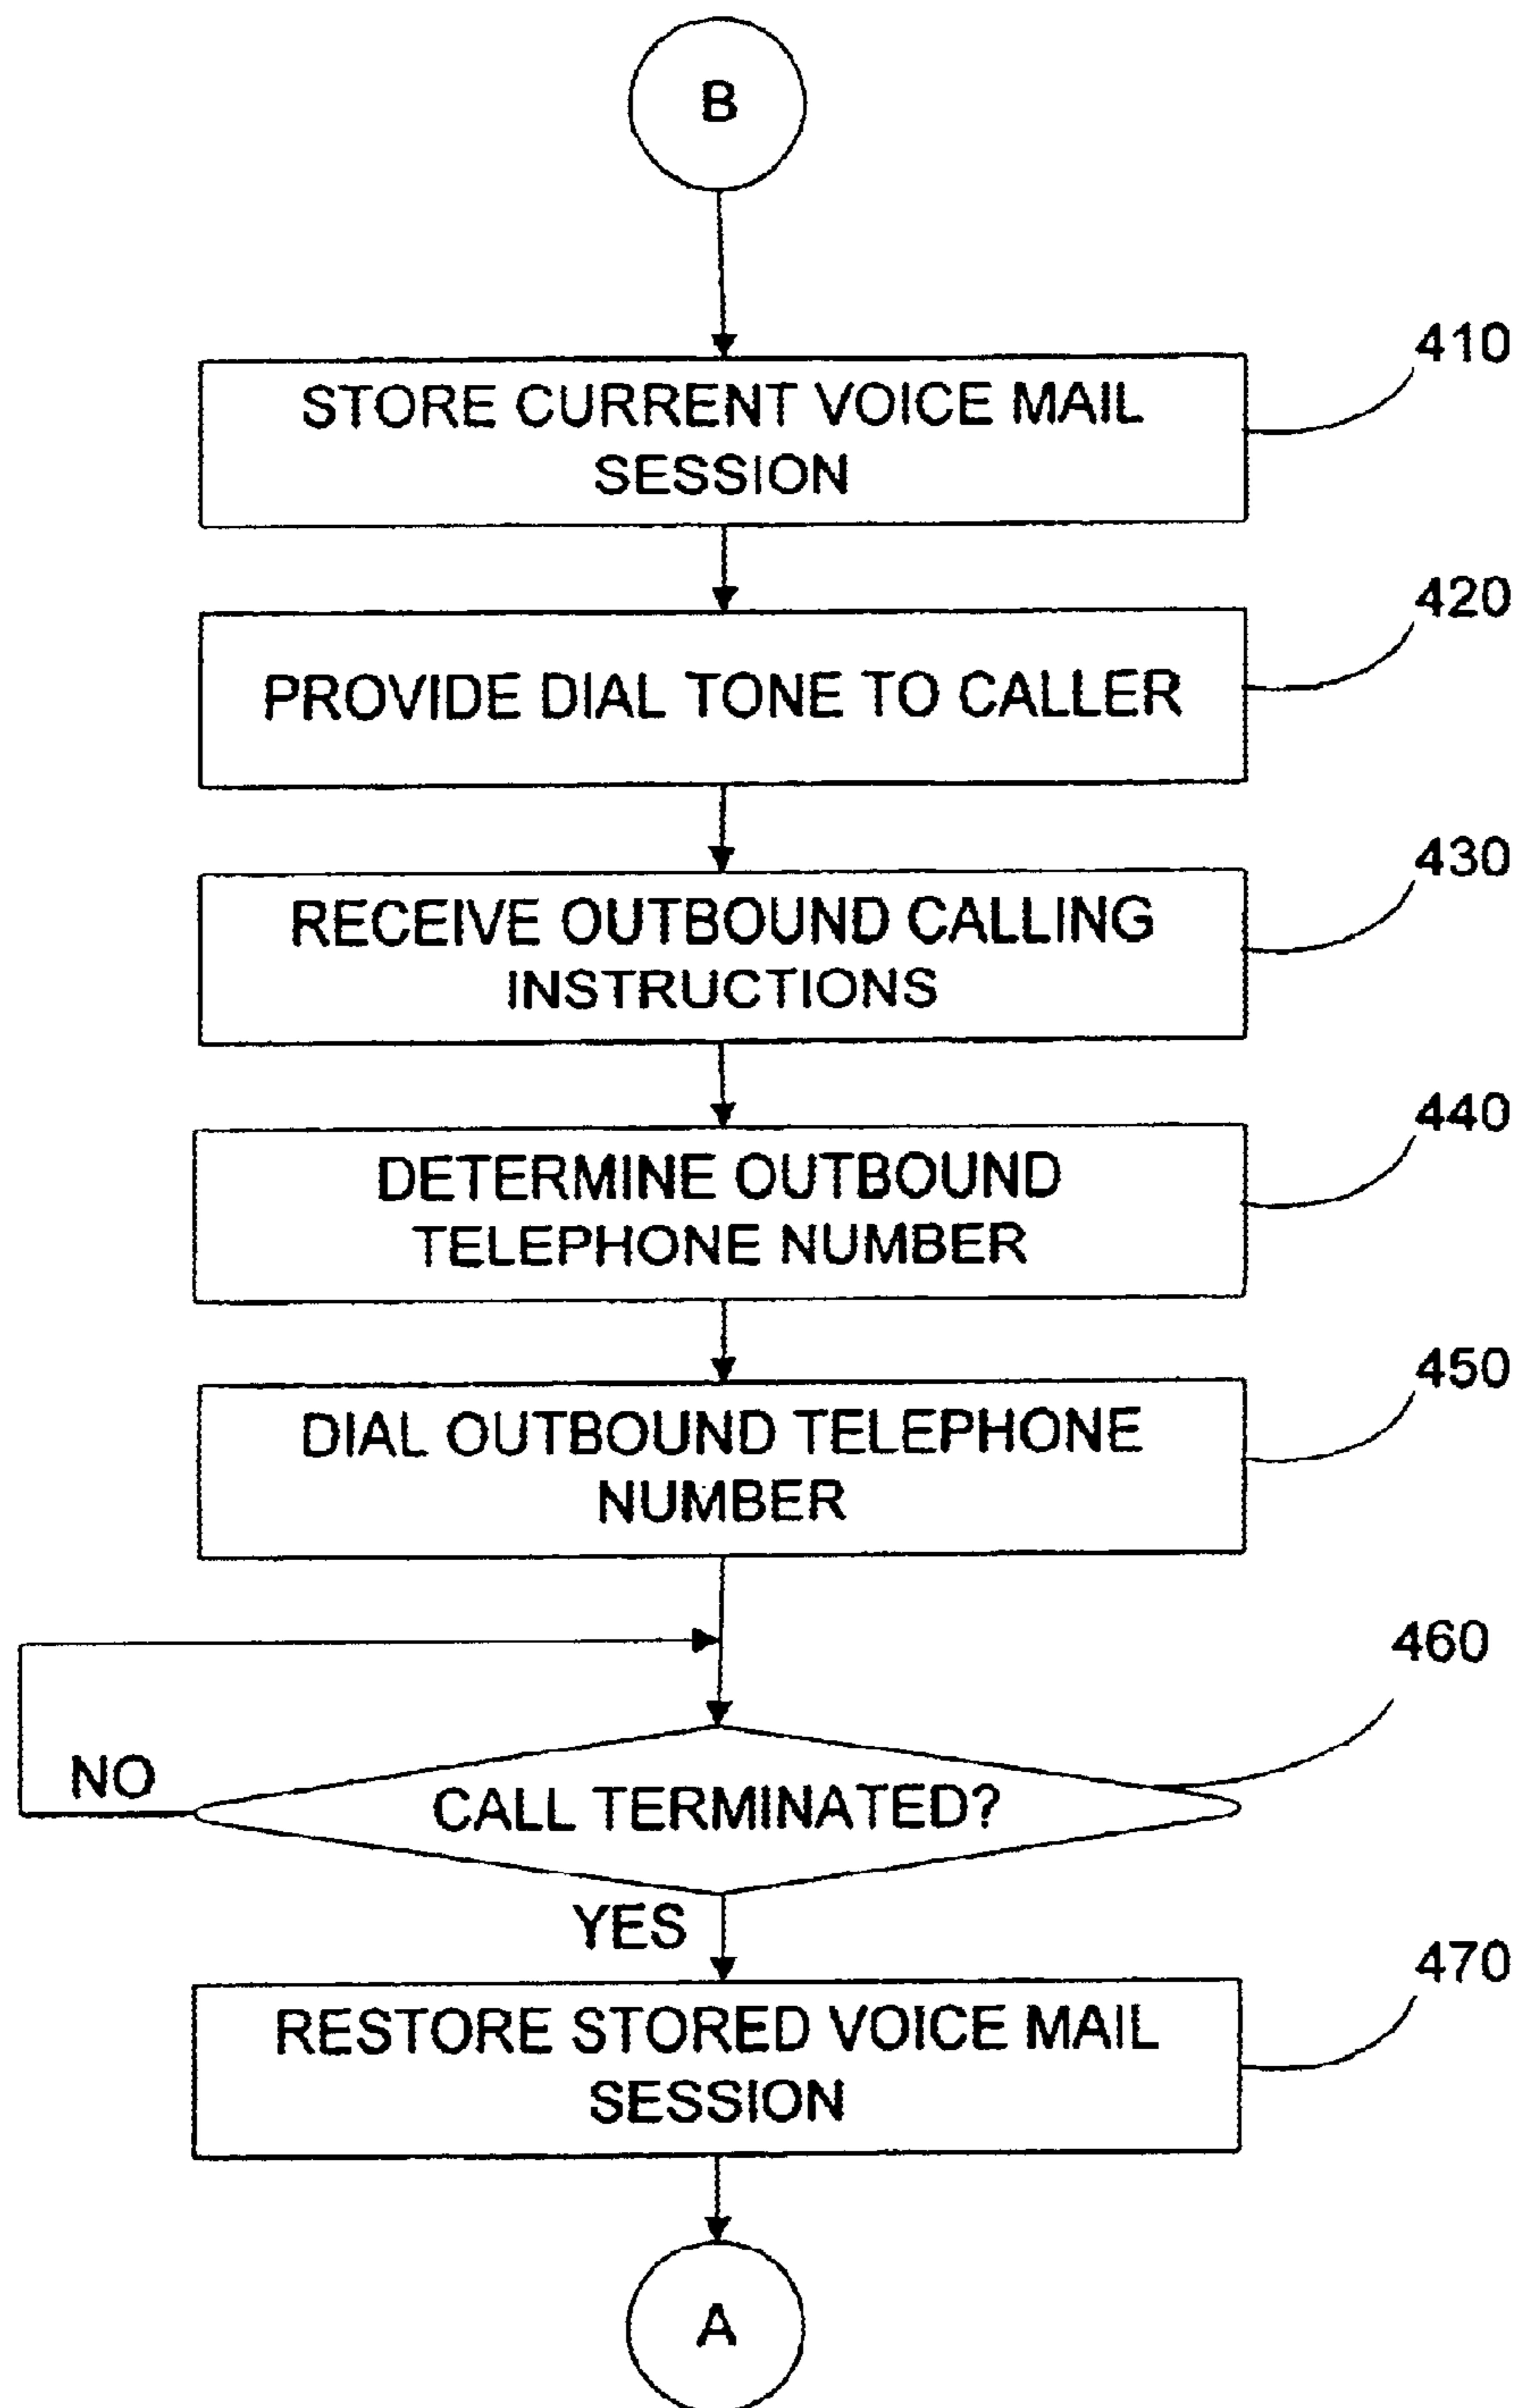 B
410
STORE CURRENT VOICE MAIL
SESSION
420
PROVIDE DIAL TONE TO CALLER
430
RECEIVE OUTBOUND CALLING
INSTRUCTIONS
440
DETERMINE OUTBOUND
TELEPHONE NUMBER
450
DIAL OUTBOUND TELEPHONE
NUMBER
460
NO
CALL TERMINATED?
YES
470
RESTORE STORED VOICE MAIL
SESSION
A